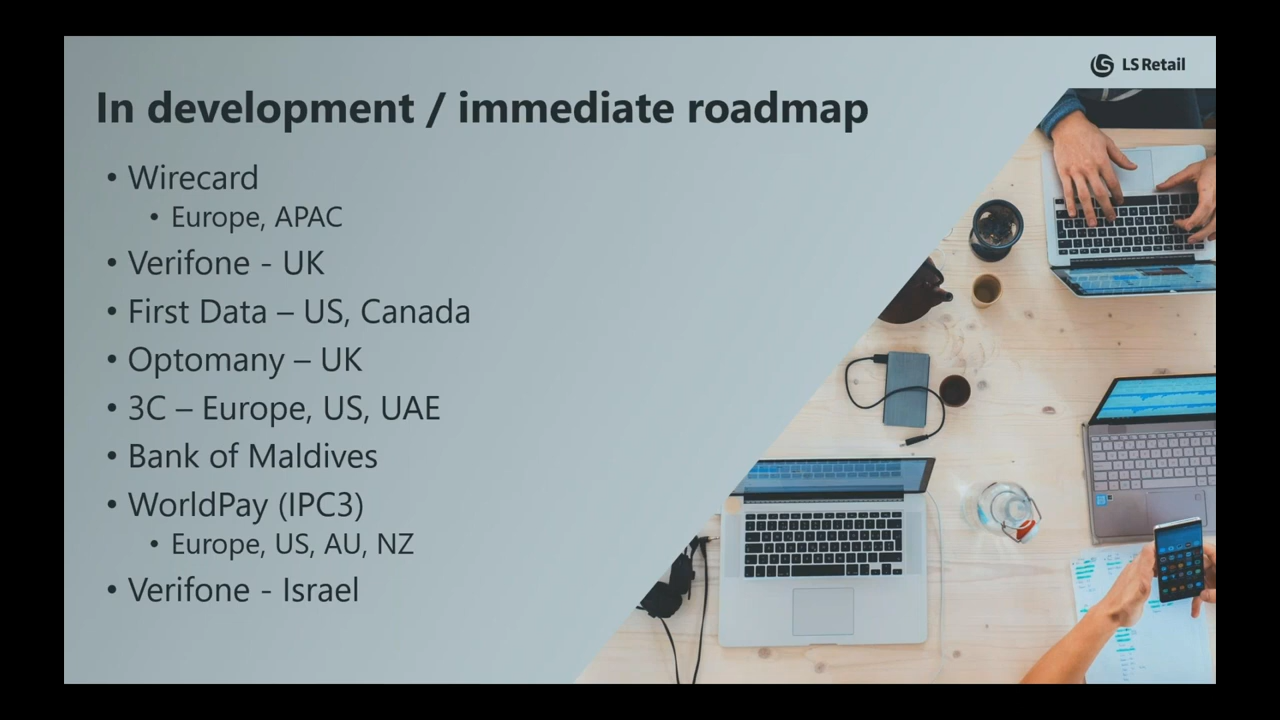 LS Retail
In development / immediate roadmap
• Wirecard
• Europe, APAC
• Verifone - UK
• First Data – US, Canada
• Optomany – UK
• 3C – Europe, US, UAE
• Bank of Maldives
• WorldPay (IPC3)
• Europe, US, AU, NZ
• Verifone - Israel